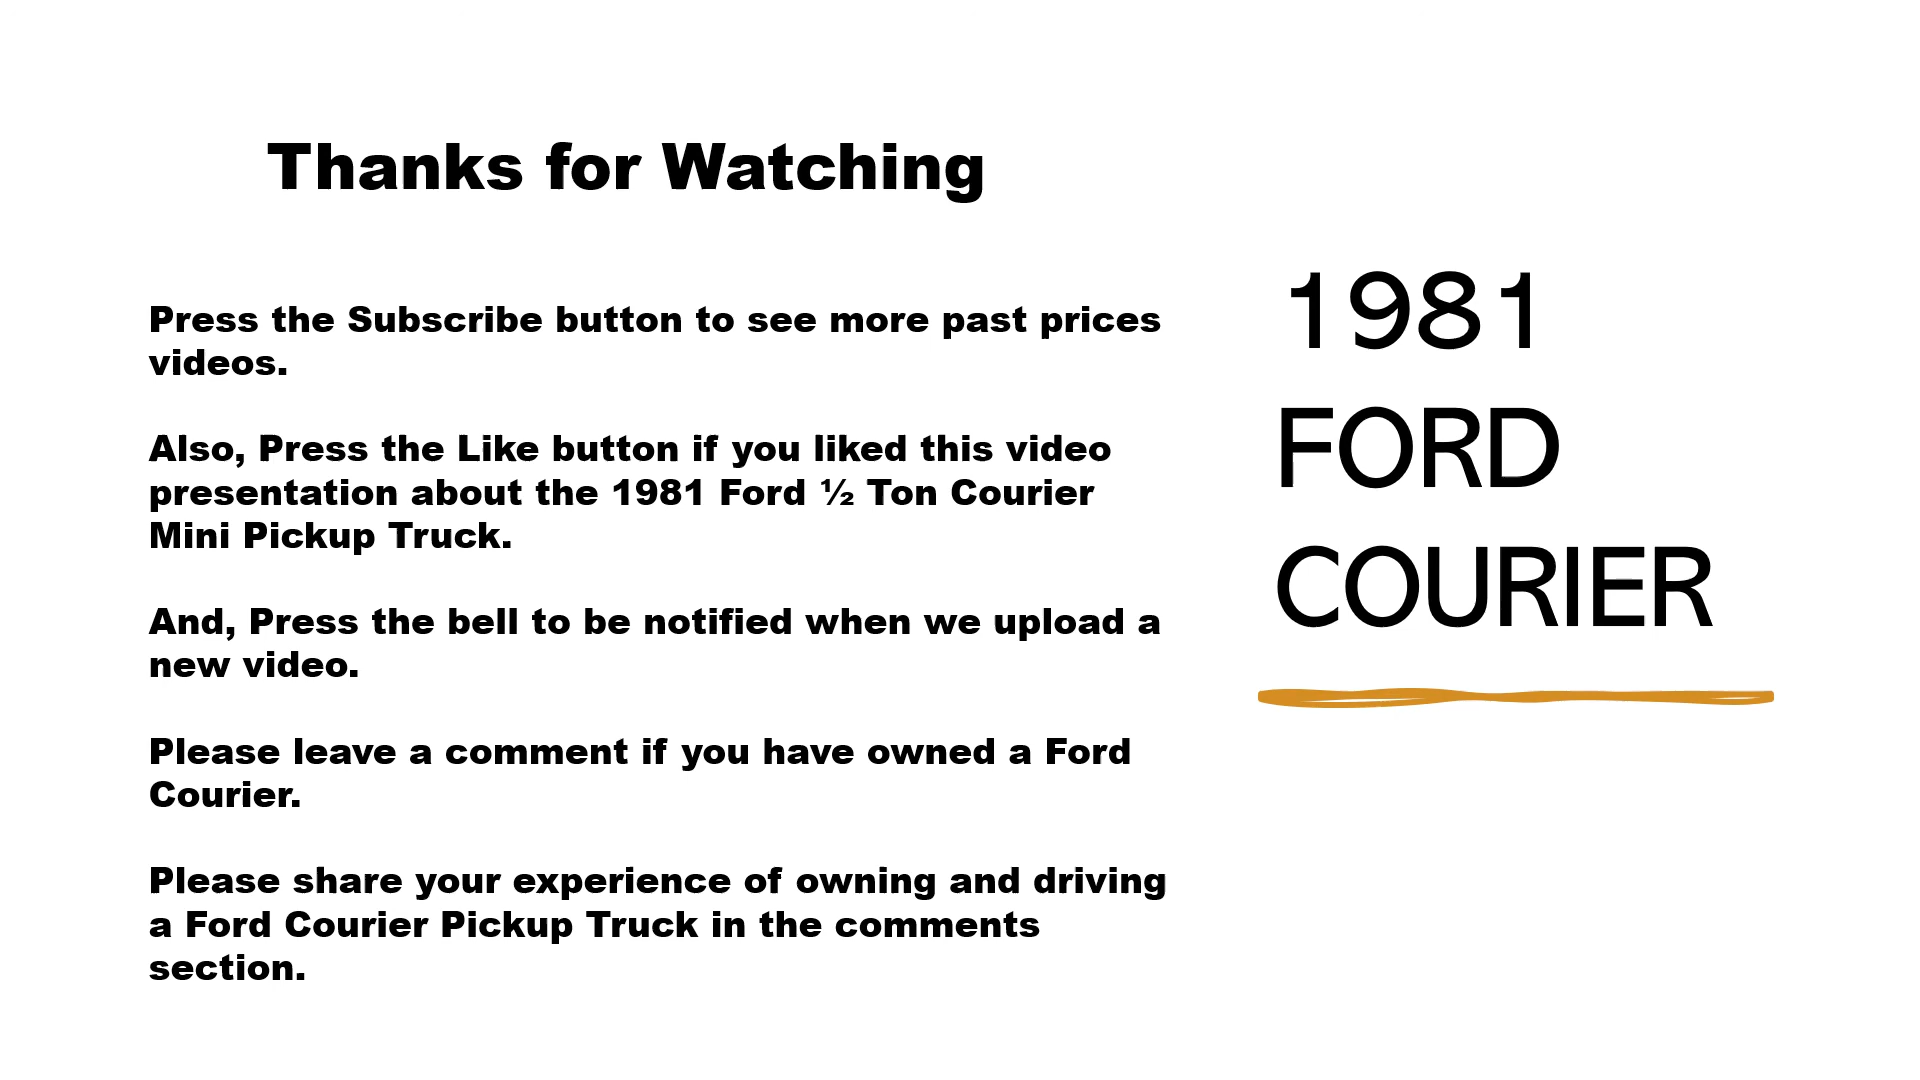 Thanks for Watching
Press the Subscribe button to see more past prices
videos.
Also, Press the Like button if you liked this video
presentation about the 1981 Ford ½ Ton Courier
Mini Pickup Truck.
And, Press the bell to be notified when we upload a
new video.
Please leave a comment if you have owned a Ford
Courier.
Please share your experience of owning and driving
a Ford Courier Pickup Truck in the comments
section.
1981
FORD
COURIER